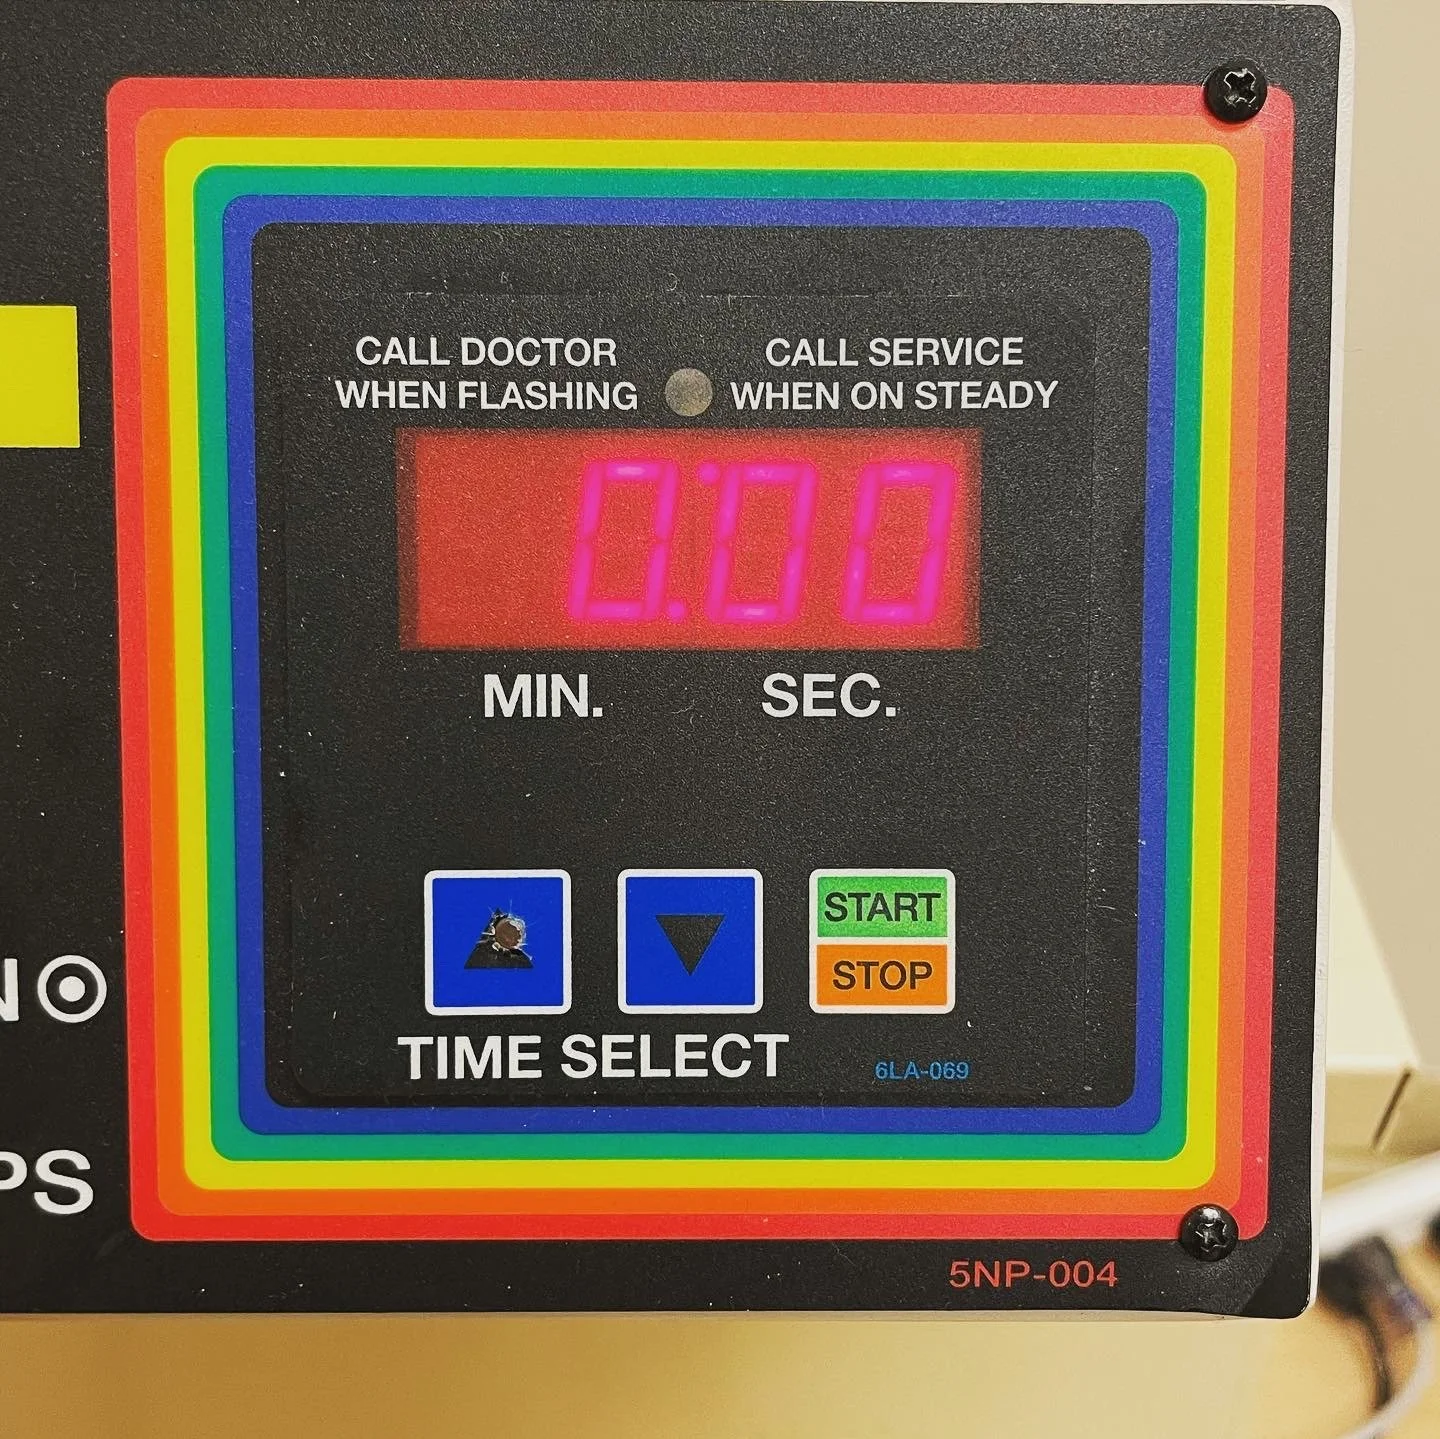 CALL DOCTOR
WHEN FLASHING
CALL SERVICE
WHEN ON STEADY
0:00
MIN. SEC.
START
STOP
TIME SELECT
6LA-069
N
PS
5NP-004